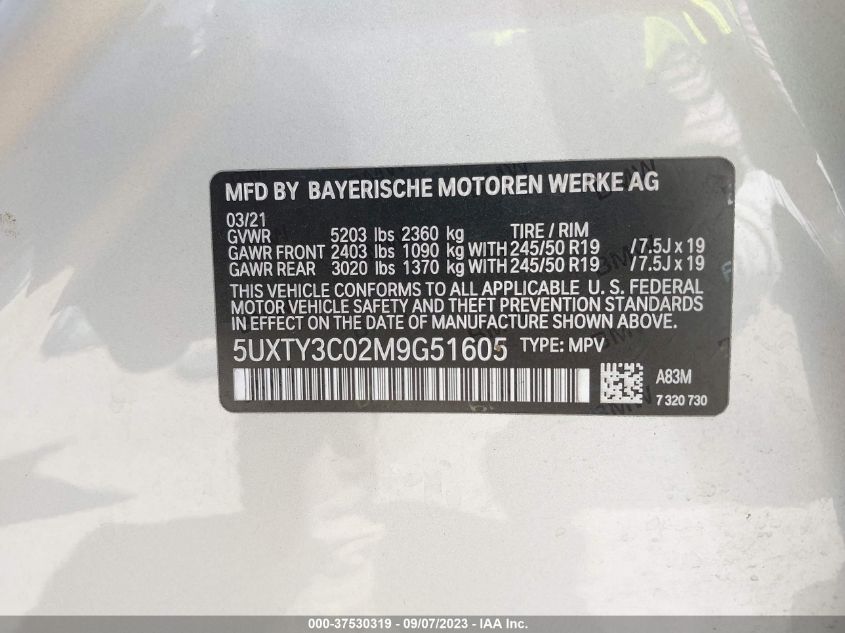 MFD BY BAYERISCHE MOTOREN WERKE AG
03/21
GVWR 5203 lbs 2360 kg TIRE / RIM
GAWR FRONT 2403 lbs 1090 kg WITH 245/50 R19 / 7.5J x 19
GAWR REAR 3020 lbs 1370 kg WITH 245/50 R19 / 7.5J x 19
THIS VEHICLE CONFORMS TO ALL APPLICABLE U. S. FEDERAL
MOTOR VEHICLE SAFETY AND THEFT PREVENTION STANDARDS
IN EFFECT ON THE DATE OF MANUFACTURE SHOWN ABOVE.
5UXTY3C02M9G51605 TYPE: MPV
A83M
7 320 730
000-37530319 - 09/07/2023 - IAA Inc.